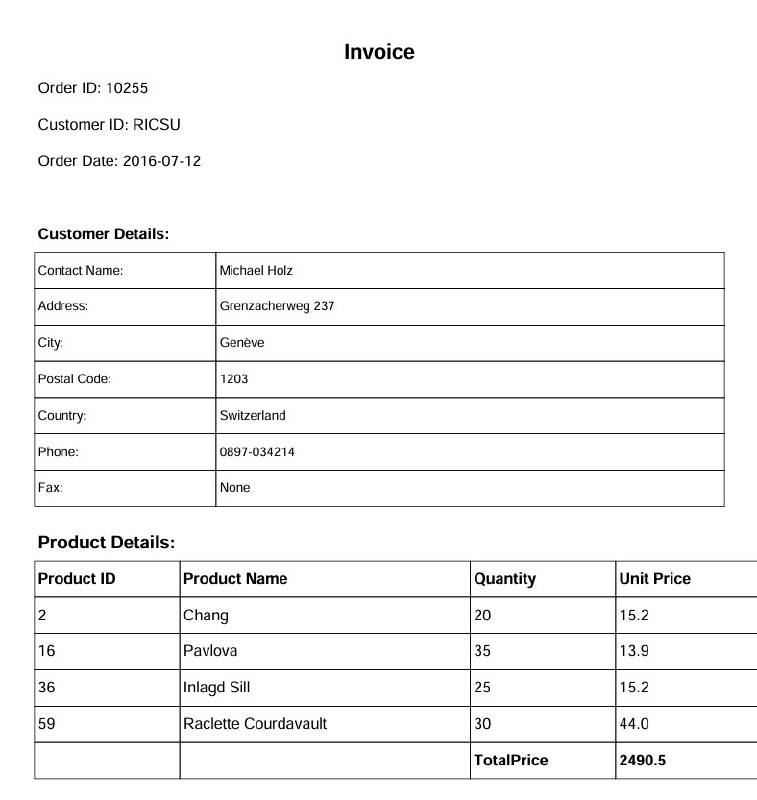 Invoice
Order ID: 10255
Customer ID: RICSU
Order Date: 2016-07-12
Customer Details:
Contact Name: Michael Holz
Address: Grenzacherweg 237
City: Genève
Postal Code: 1203
Country: Switzerland
Phone: 0897-034214
Fax: None
Product Details:
Product ID Product Name Quantity Unit Price
2 Chang 20 15.2
16 Pavlova 35 13.9
36 Inlagd Sill 25 15.2
59 Raclette Courdavault 30 44.0
TotalPrice 2490.5